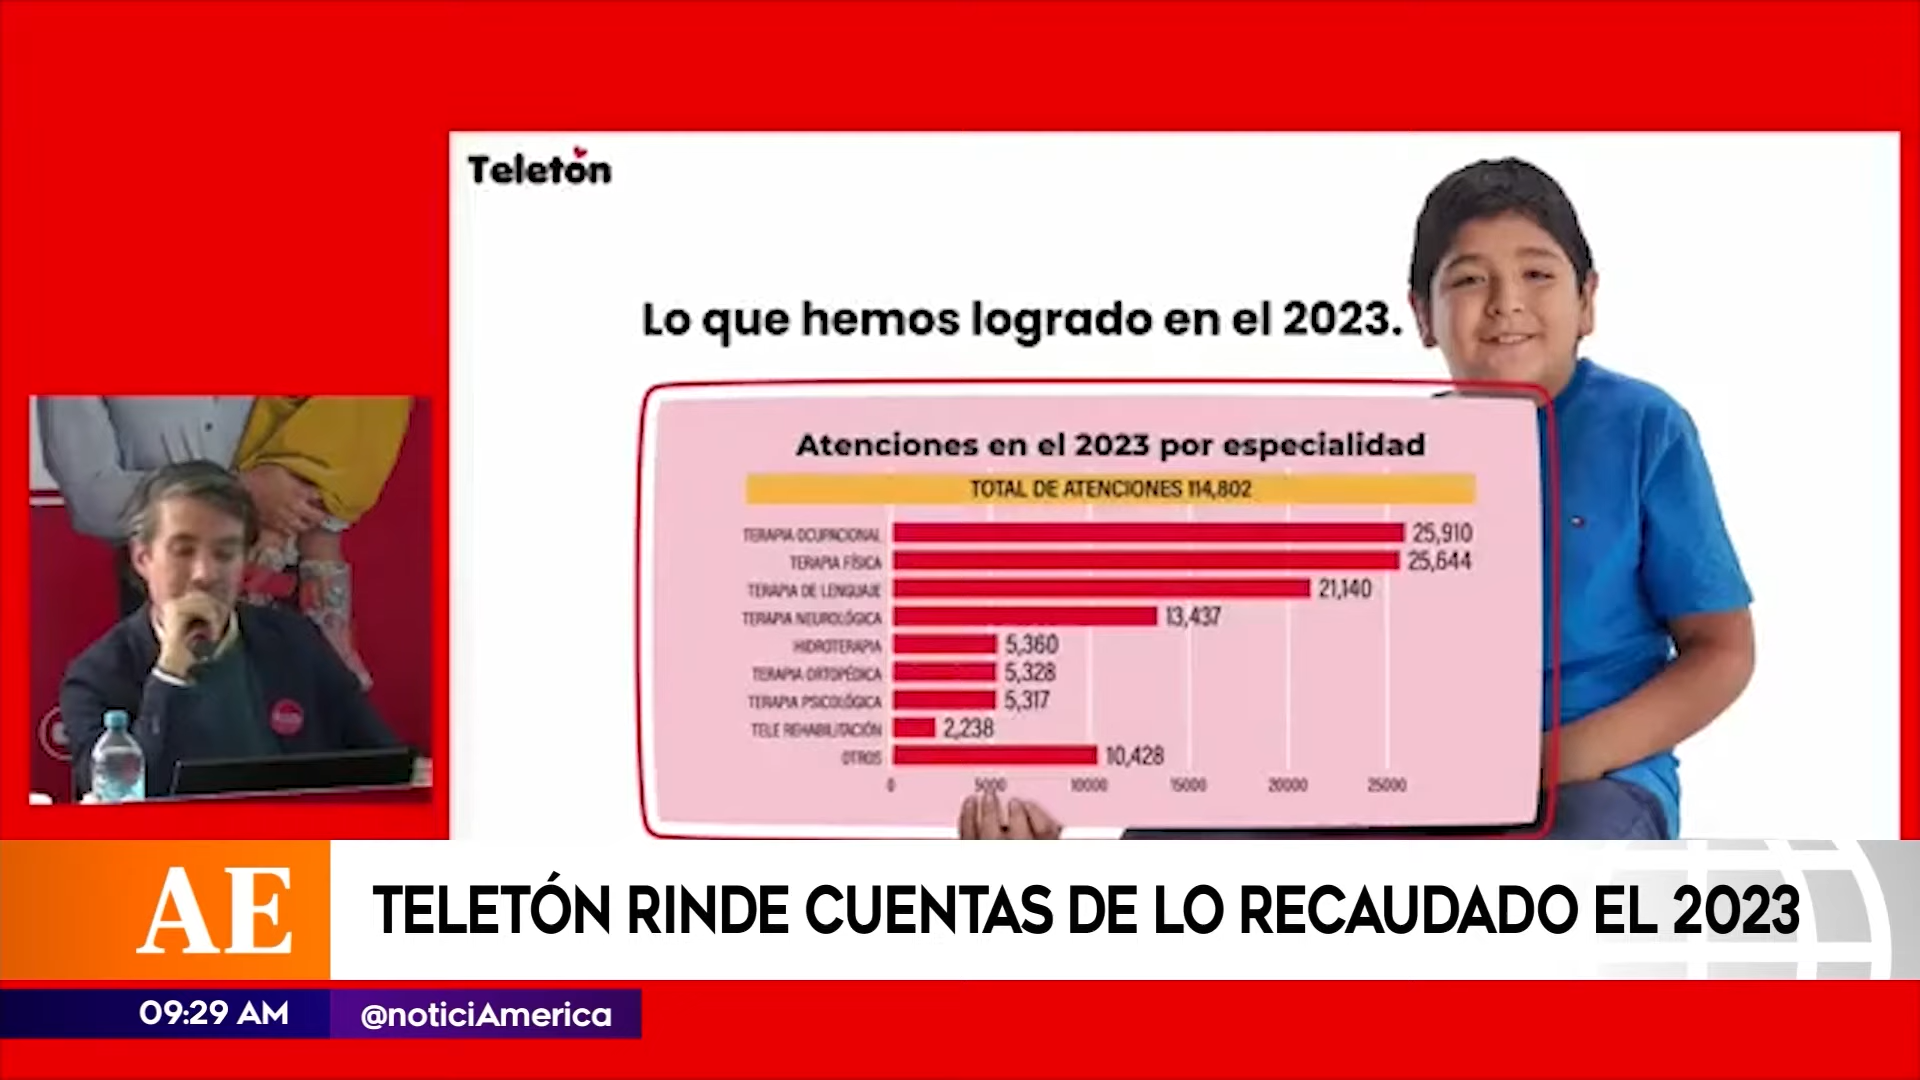 Teletón
Lo que hemos logrado en el 2023.
Atenciones en el 2023 por especialidad
TOTAL DE ATENCIONES 114,802
TERAPIA OCUPACIONAL 25,910
TERAPIA FÍSICA 25,644
TERAPIA DE LENGUAJE 21,140
TERAPIA NEUROLÓGICA 13,437
HIDROTERAPIA 5,360
TERAPIA ORTOPÉDICA 5,328
TERAPIA PSICOLÓGICA 5,317
TELE REHABILITACIÓN 2,238
OTROS 10,428
0 5000 10000 15000 20000 25000
AE
TELETÓN RINDE CUENTAS DE LO RECAUDADO EL 2023
09:29 AM @noticiAmerica